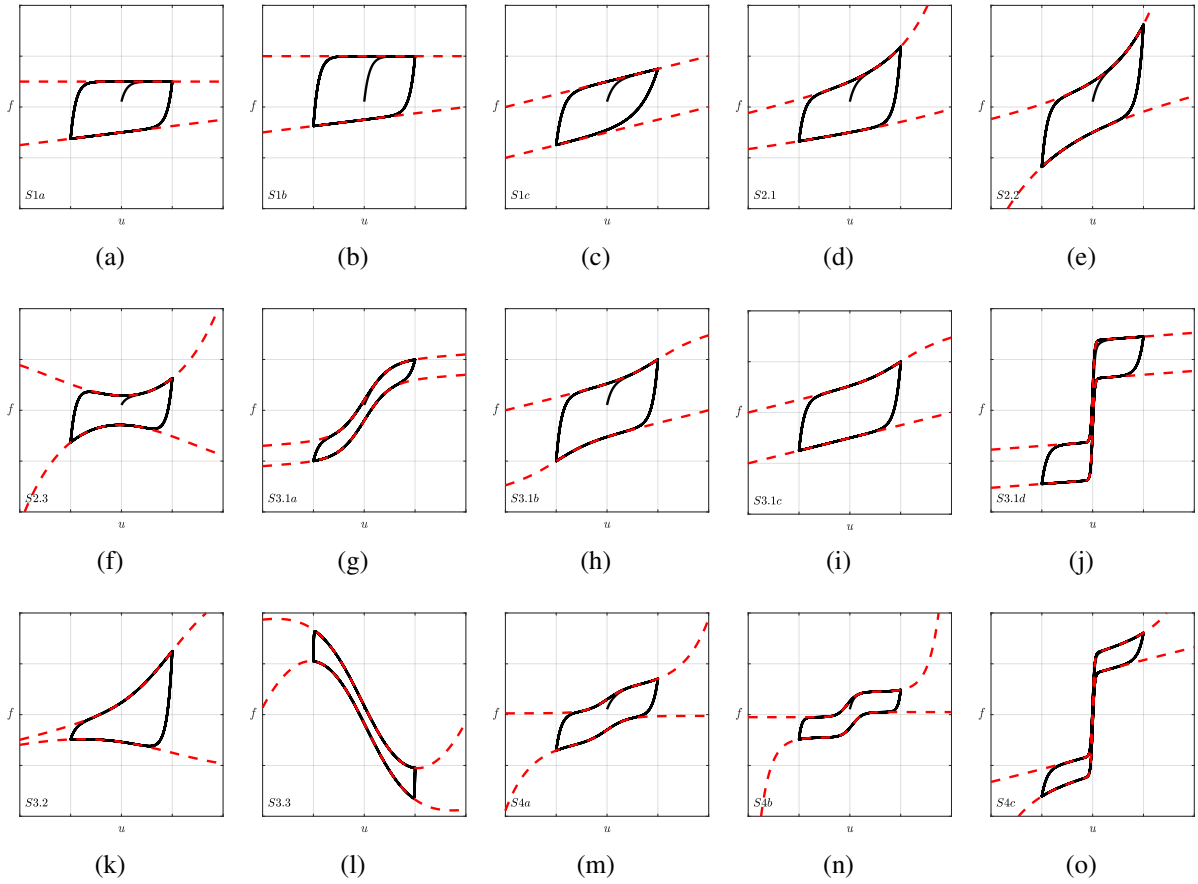 f f f f f
S1a S1b S1c S2.1 S2.2
u u u u u
(a) (b) (c) (d) (e)
f f f f f
S2.3 S3.1a S3.1b S3.1c S3.1d
u u u u u
(f) (g) (h) (i) (j)
f f f f f
S3.2 S3.3 S4a S4b S4c
u u u u u
(k) (l) (m) (n) (o)